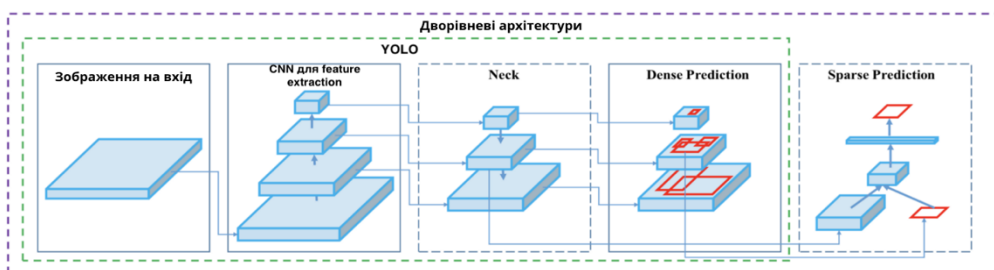 Дворівневі архітектури
YOLO
Зображення на вхід
CNN для feature
extraction
Neck
Dense Prediction
Sparse Prediction